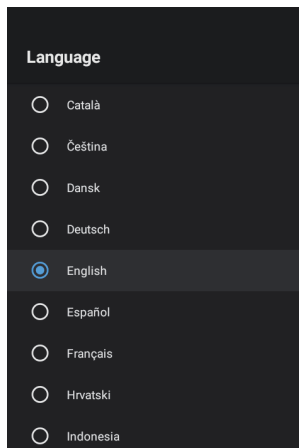 Language
Català
Čeština
Dansk
Deutsch
English
Español
Français
Hrvatski
Indonesia